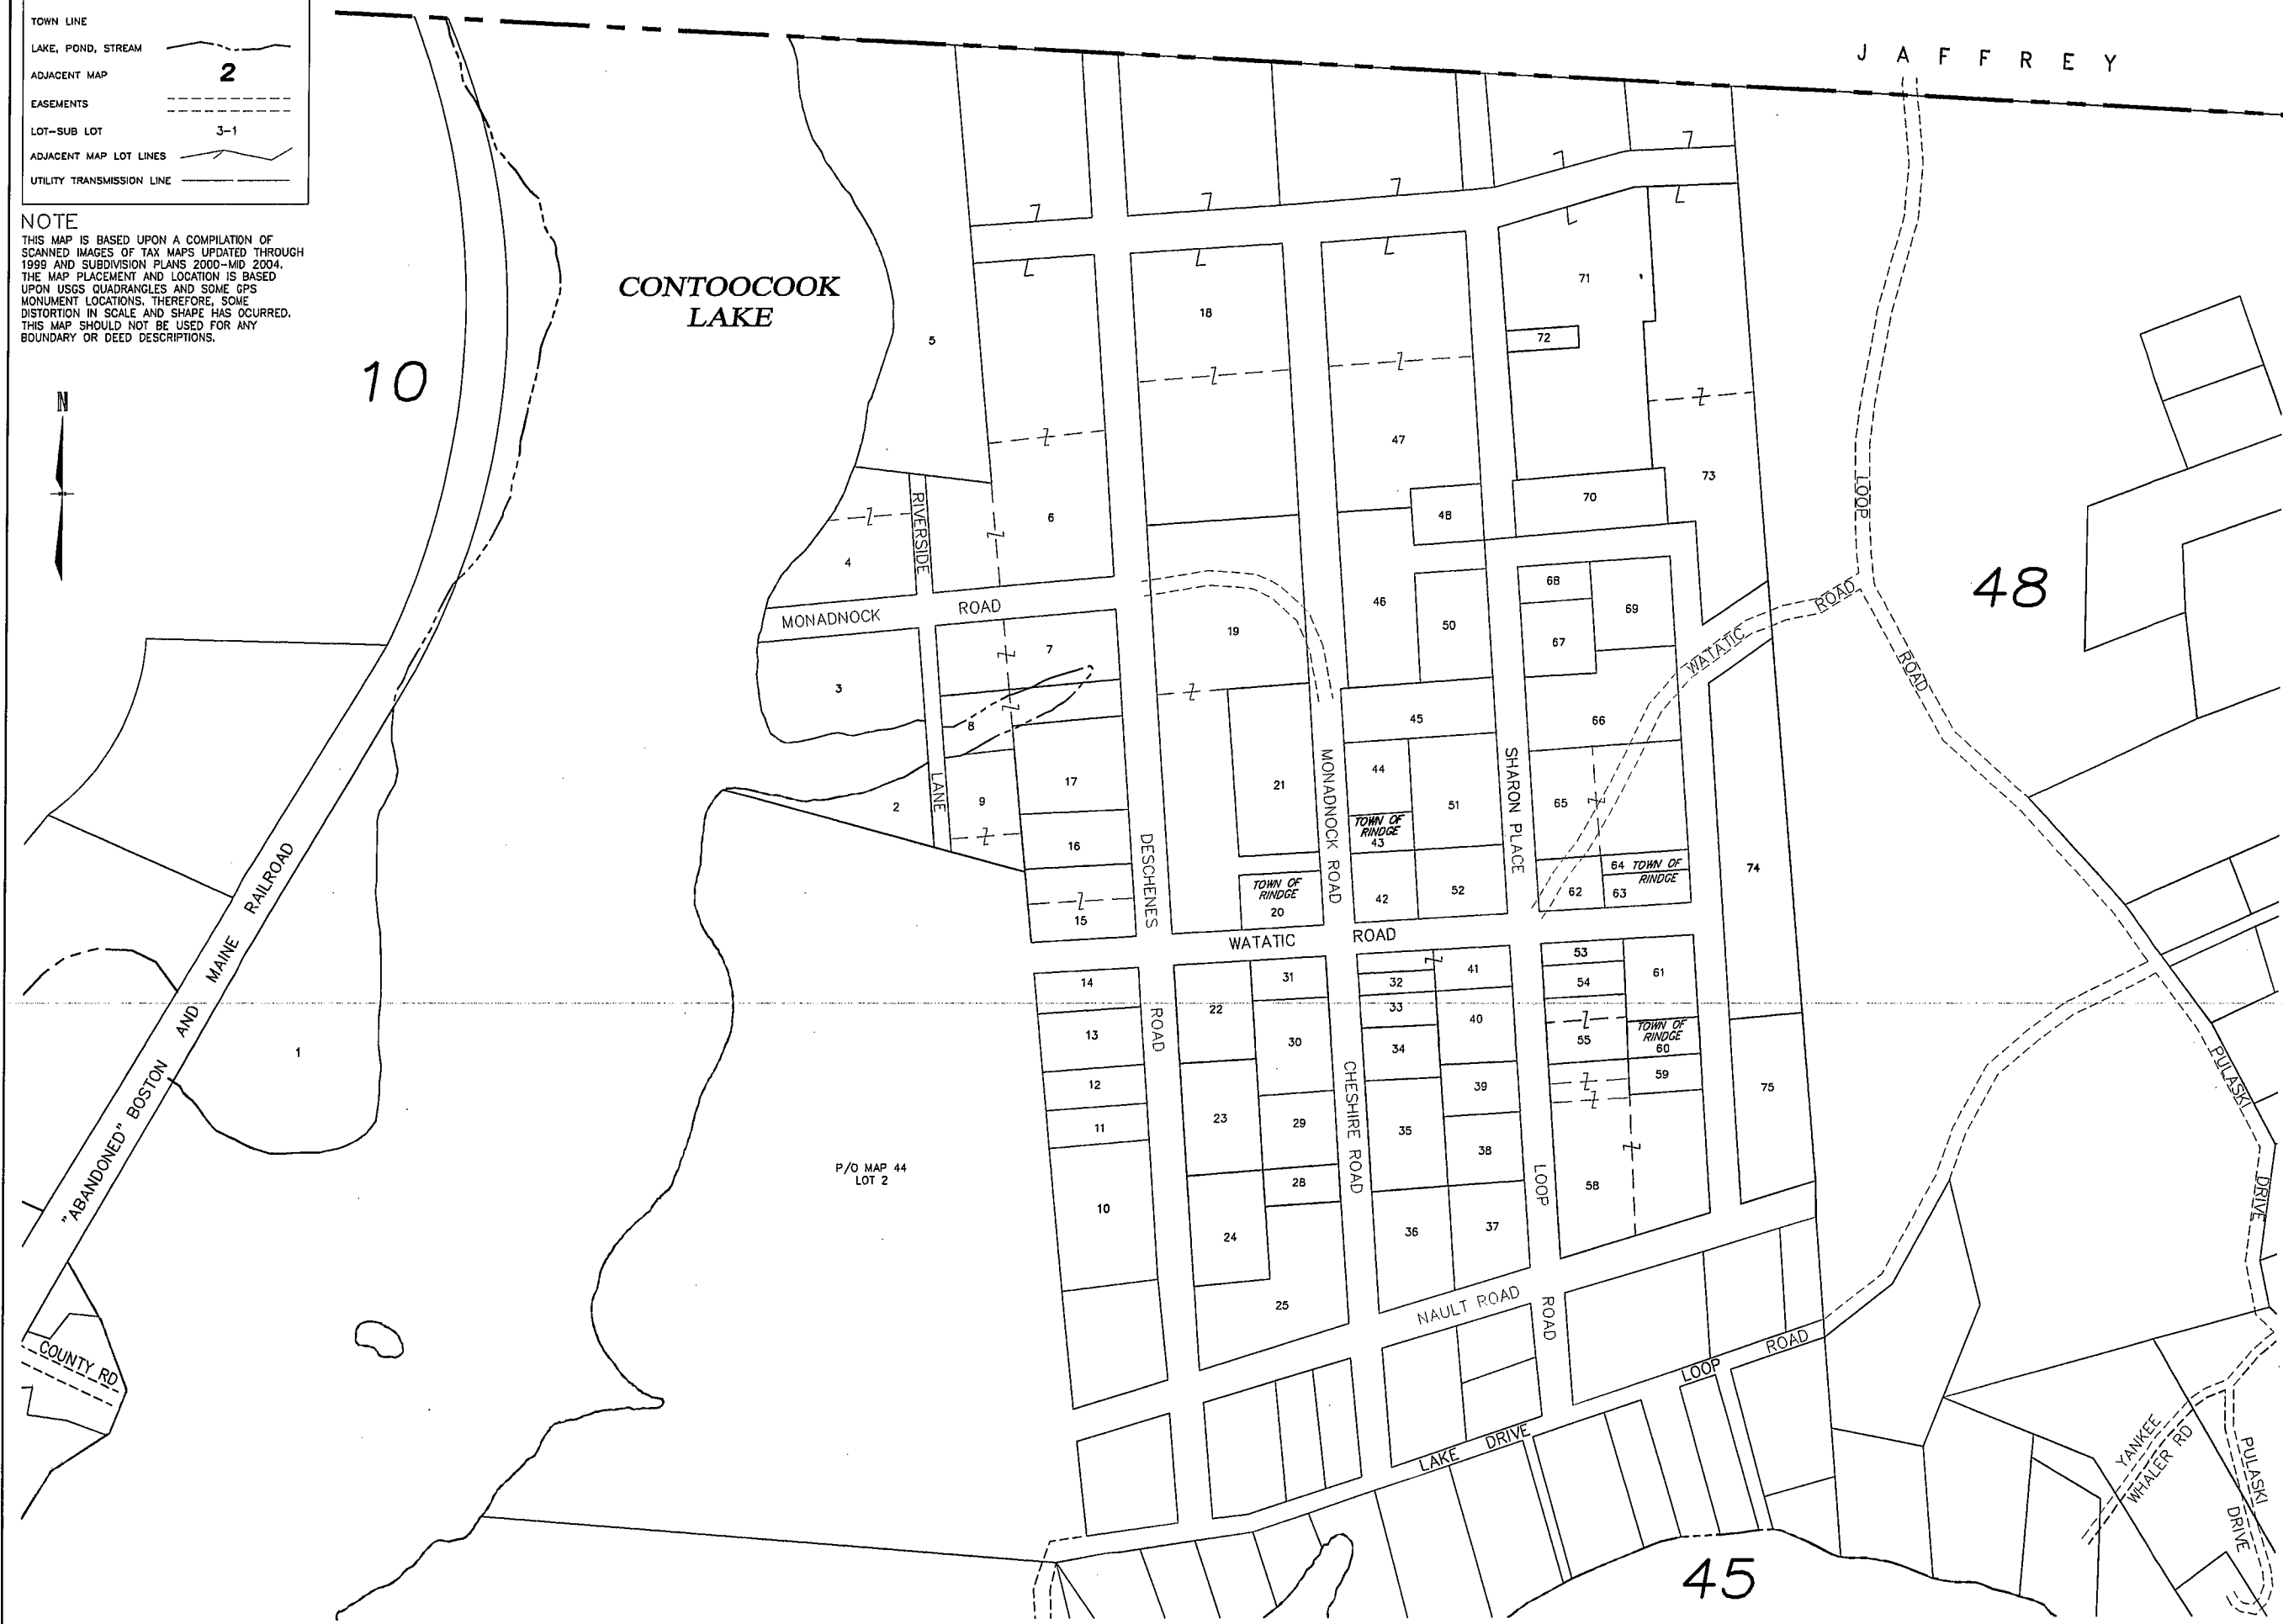 TOWN LINE
LAKE, POND, STREAM
ADJACENT MAP 2
EASEMENTS
LOT-SUB LOT 3-1
ADJACENT MAP LOT LINES
UTILITY TRANSMISSION LINE
NOTE
THIS MAP IS BASED UPON A COMPILATION OF
SCANNED IMAGES OF TAX MAPS UPDATED THROUGH
1999 AND SUBDIVISION PLANS 2000-MID 2004.
THE MAP PLACEMENT AND LOCATION IS BASED
UPON USGS QUADRANGLES AND SOME GPS
MONUMENT LOCATIONS. THEREFORE, SOME
DISTORTION IN SCALE AND SHAPE HAS OCURRED.
THIS MAP SHOULD NOT BE USED FOR ANY
BOUNDARY OR DEED DESCRIPTIONS.
N
JAFFREY
CONTOOCOOK
LAKE
10
48
45
5
18
71
72
47
73
70
48
6
4
RIVERSIDE
LANE
MONADNOCK ROAD
46
50
68
69
67
19
7
3
8
45
66
17
2
9
21
44
51
65
TOWN OF
RINDGE
43
16
64 TOWN OF
RINDGE
63
62
TOWN OF
RINDGE
20
42
52
15
74
MONADNOCK ROAD
SHARON PLACE
DESCHENES
ROAD
WATATIC ROAD
WATATIC ROAD
LOOP
ROAD
14
31
32
41
53
54
61
22
33
13
30
34
40
55
TOWN OF
RINDGE
60
59
12
39
75
11
23
29
35
38
28
58
10
24
36
37
25
CHESHIRE ROAD
LOOP
ROAD
NAULT ROAD
LOOP ROAD
LAKE DRIVE
P/O MAP 44
LOT 2
1
"ABANDONED" BOSTON AND MAINE RAILROAD
COUNTY RD
PULASKI
DRIVE
YANKEE
WHALER RD
PULASKI
DRIVE